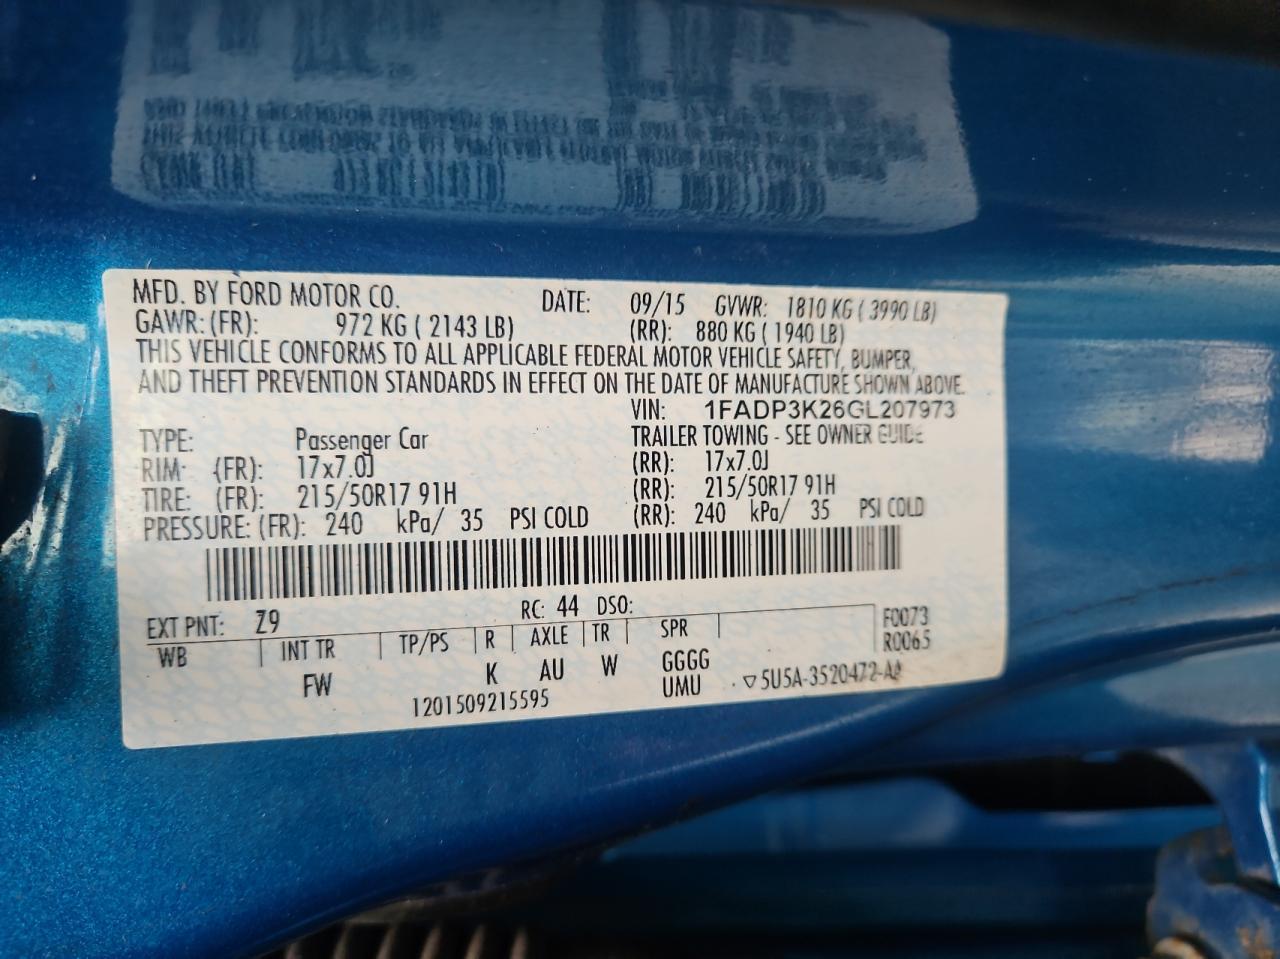 MFD. BY FORD MOTOR CO. DATE: 09/15 GVWR: 1810 KG ( 3990 LB)
GAWR: (FR): 972 KG ( 2143 LB) (RR): 880 KG ( 1940 LB)
THIS VEHICLE CONFORMS TO ALL APPLICABLE FEDERAL MOTOR VEHICLE SAFETY, BUMPER,
AND THEFT PREVENTION STANDARDS IN EFFECT ON THE DATE OF MANUFACTURE SHOWN ABOVE.
VIN: 1FADP3K26GL207973
TYPE: Passenger Car TRAILER TOWING - SEE OWNER GUIDE
RIM: (FR): 17x7.0J (RR): 17x7.0J
TIRE: (FR): 215/50R17 91H (RR): 215/50R17 91H
PRESSURE: (FR): 240 kPa/ 35 PSI COLD (RR): 240 kPa/ 35 PSI COLD
EXT PNT: Z9 RC: 44 DSO: F0073
WB INT TR TP/PS R AXLE TR SPR R0065
FW K AU W GGGG
1201509215595 UMU ▽5U5A-3520472-AA